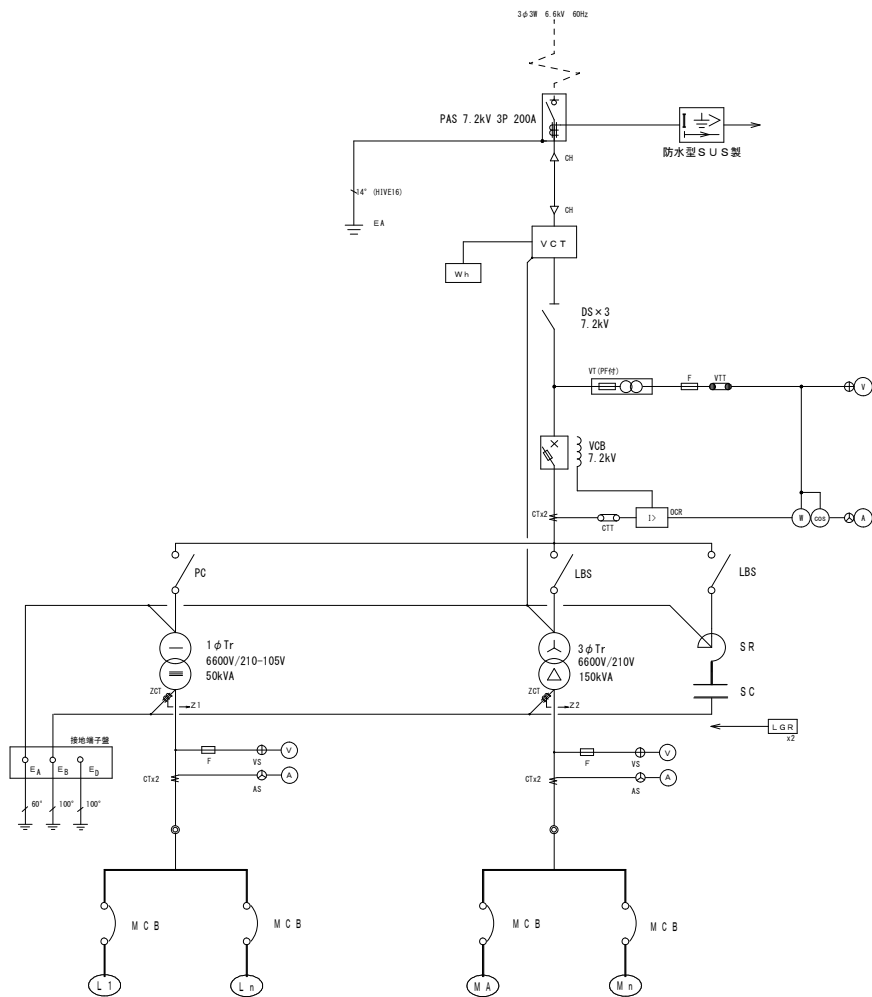 3φ3W 6.6kV 60Hz
PAS 7.2kV 3P 200A
防水型SUS製
CH
14° (HIVE16)
EA
CH
VCT
Wh
DS×3
7.2kV
VT(PF付)
F
VTT
V
VCB
7.2kV
CTx2
CTT
I>
OCR
W
COS
A
PC
LBS
LBS
1φTr
6600V/210-105V
50kVA
3φTr
6600V/210V
150kVA
SR
SC
ZCT
Z1
ZCT
Z2
LGR
x2
接地端子盤
EA
EB
ED
60°
100°
100°
F
VS
V
CTx2
AS
A
F
VS
V
CTx2
AS
A
MCB
MCB
MCB
MCB
L1
Ln
MA
Mn